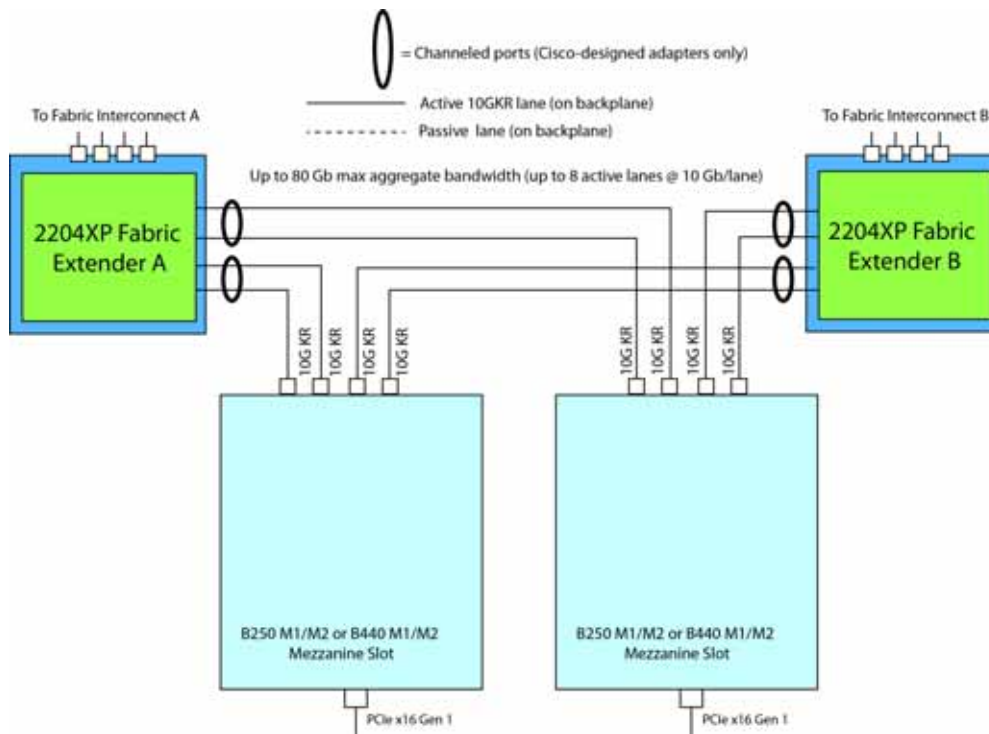 = Channeled ports (Cisco-designed adapters only)
Active 10GKR lane (on backplane)
Passive lane (on backplane)
To Fabric Interconnect A
To Fabric Interconnect B
Up to 80 Gb max aggregate bandwidth (up to 8 active lanes @ 10 Gb/lane)
2204XP Fabric
Extender A
2204XP Fabric
Extender B
10G KR
10G KR
10G KR
10G KR
10G KR
10G KR
10G KR
10G KR
B250 M1/M2 or B440 M1/M2
Mezzanine Slot
B250 M1/M2 or B440 M1/M2
Mezzanine Slot
PCIe x16 Gen 1
PCIe x16 Gen 1